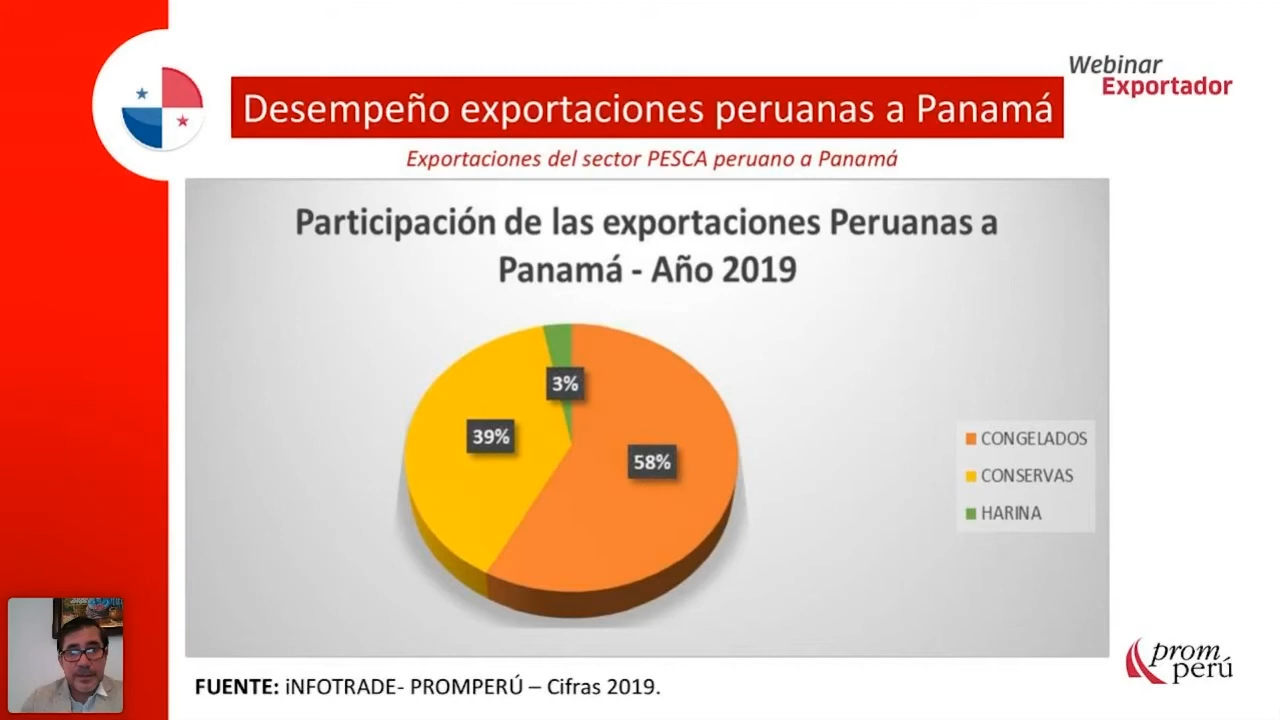 Webinar
Exportador
Desempeño exportaciones peruanas a Panamá
Exportaciones del sector PESCA peruano a Panamá
Participación de las exportaciones Peruanas a
Panamá - Año 2019
3%
39%
58%
CONGELADOS
CONSERVAS
HARINA
prom
perú
FUENTE: iNFOTRADE- PROMPERÚ – Cifras 2019.